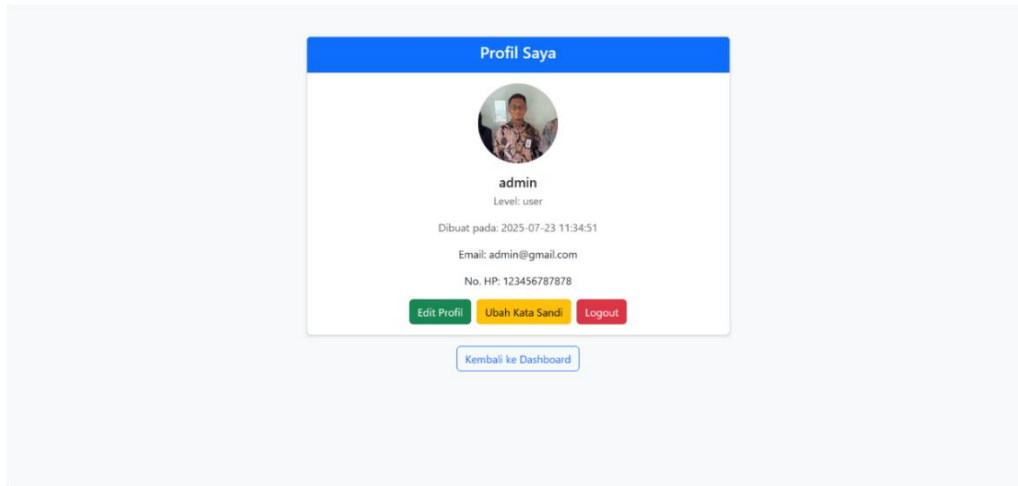 Profil Saya
admin
Level: user
Dibuat pada: 2025-07-23 11:34:51
Email: admin@gmail.com
No. HP: 123456787878
Edit Profil Ubah Kata Sandi Logout
Kembali ke Dashboard